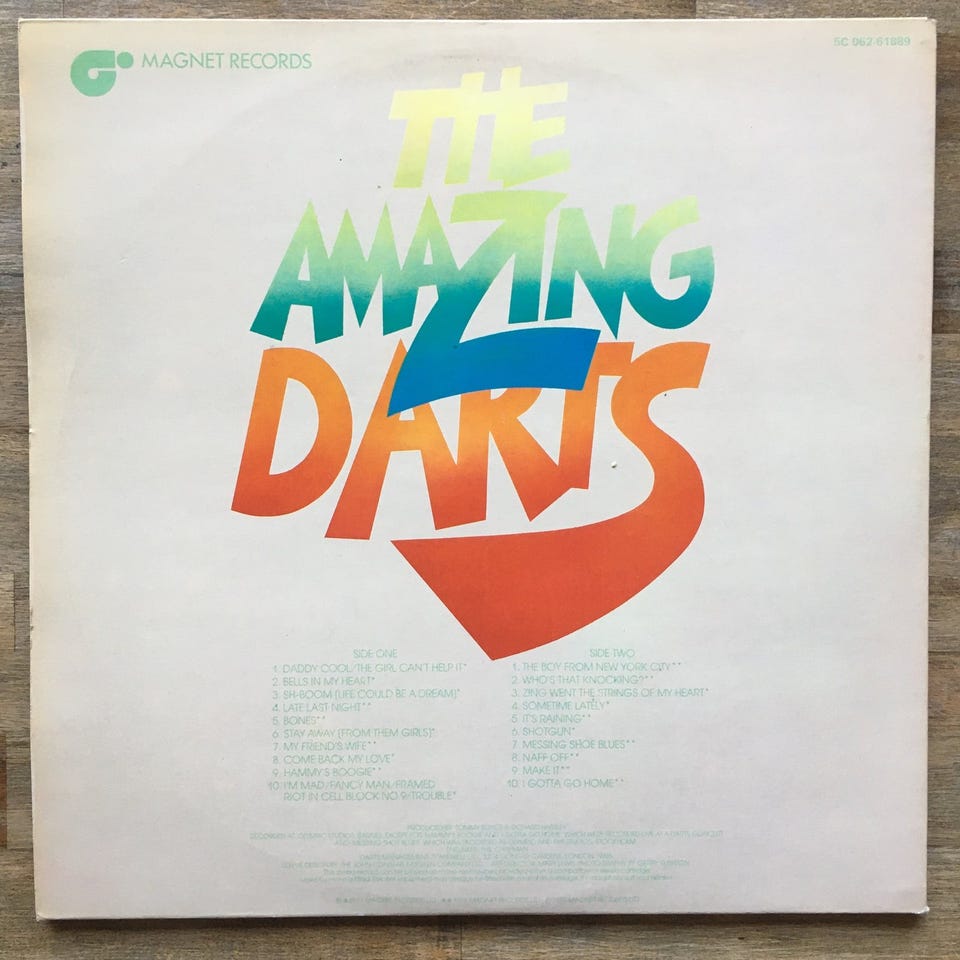 MAGNET RECORDS
5C 062-61889
THE
AMAZING
DARTS
SIDE ONE
1. DADDY COOL/THE GIRL CAN'T HELP IT*
2. BELLS IN MY HEART*
3. SH-BOOM (LIFE COULD BE A DREAM)*
4. LATE LAST NIGHT**
5. BONES**
6. STAY AWAY (FROM THEM GIRLS)*
7. MY FRIEND'S WIFE**
8. COME BACK MY LOVE*
9. HAMMY'S BOOGIE**
10. I'M MAD/FANCY MAN/FRAMED
RIOT IN CELL BLOCK NO 9/TROUBLE*
SIDE TWO
1. THE BOY FROM NEW YORK CITY**
2. WHO'S THAT KNOCKING?**
3. ZING WENT THE STRINGS OF MY HEART*
4. SOMETIME LATELY*
5. IT'S RAINING**
6. SHOTGUN*
7. MESSING SHOE BLUES**
8. NAFF OFF**
9. MAKE IT**
10. I GOTTA GO HOME**